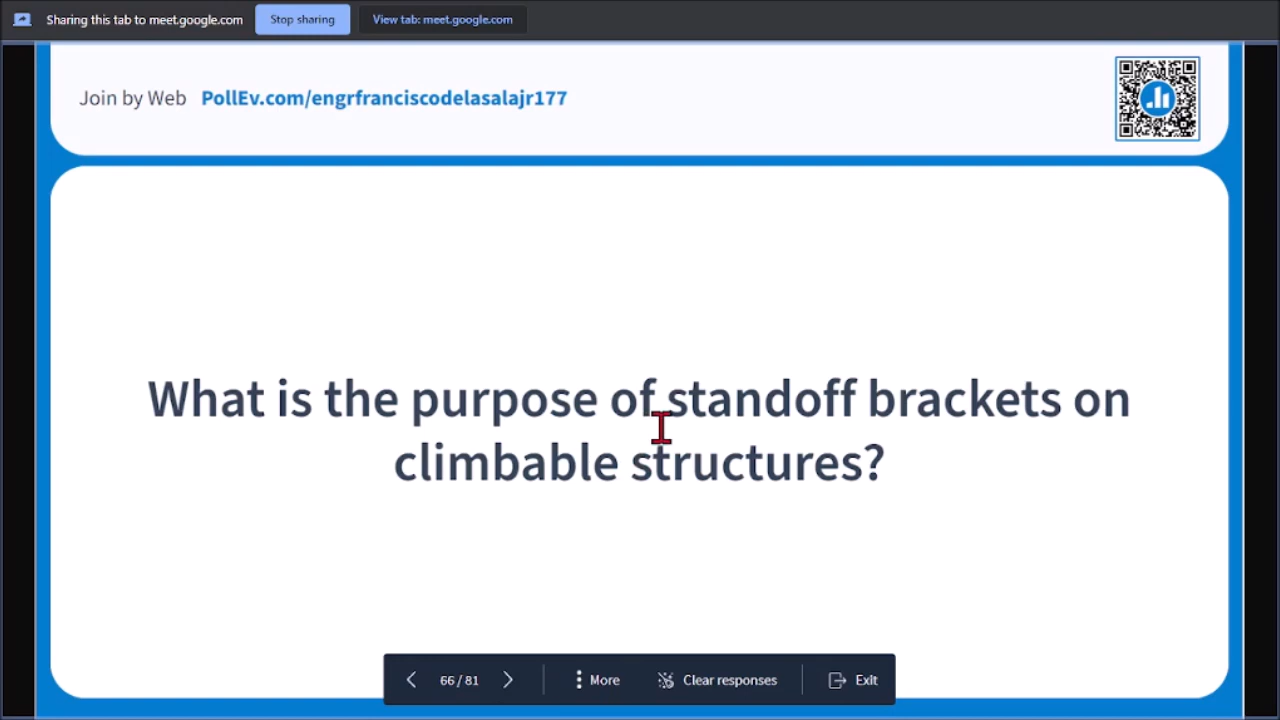 Sharing this tab to meet.google.com Stop sharing View tab: meet.google.com
Join by Web PollEv.com/engrfranciscodelasalajr177
What is the purpose of standoff brackets on
climbable structures?
66 / 81 More Clear responses Exit